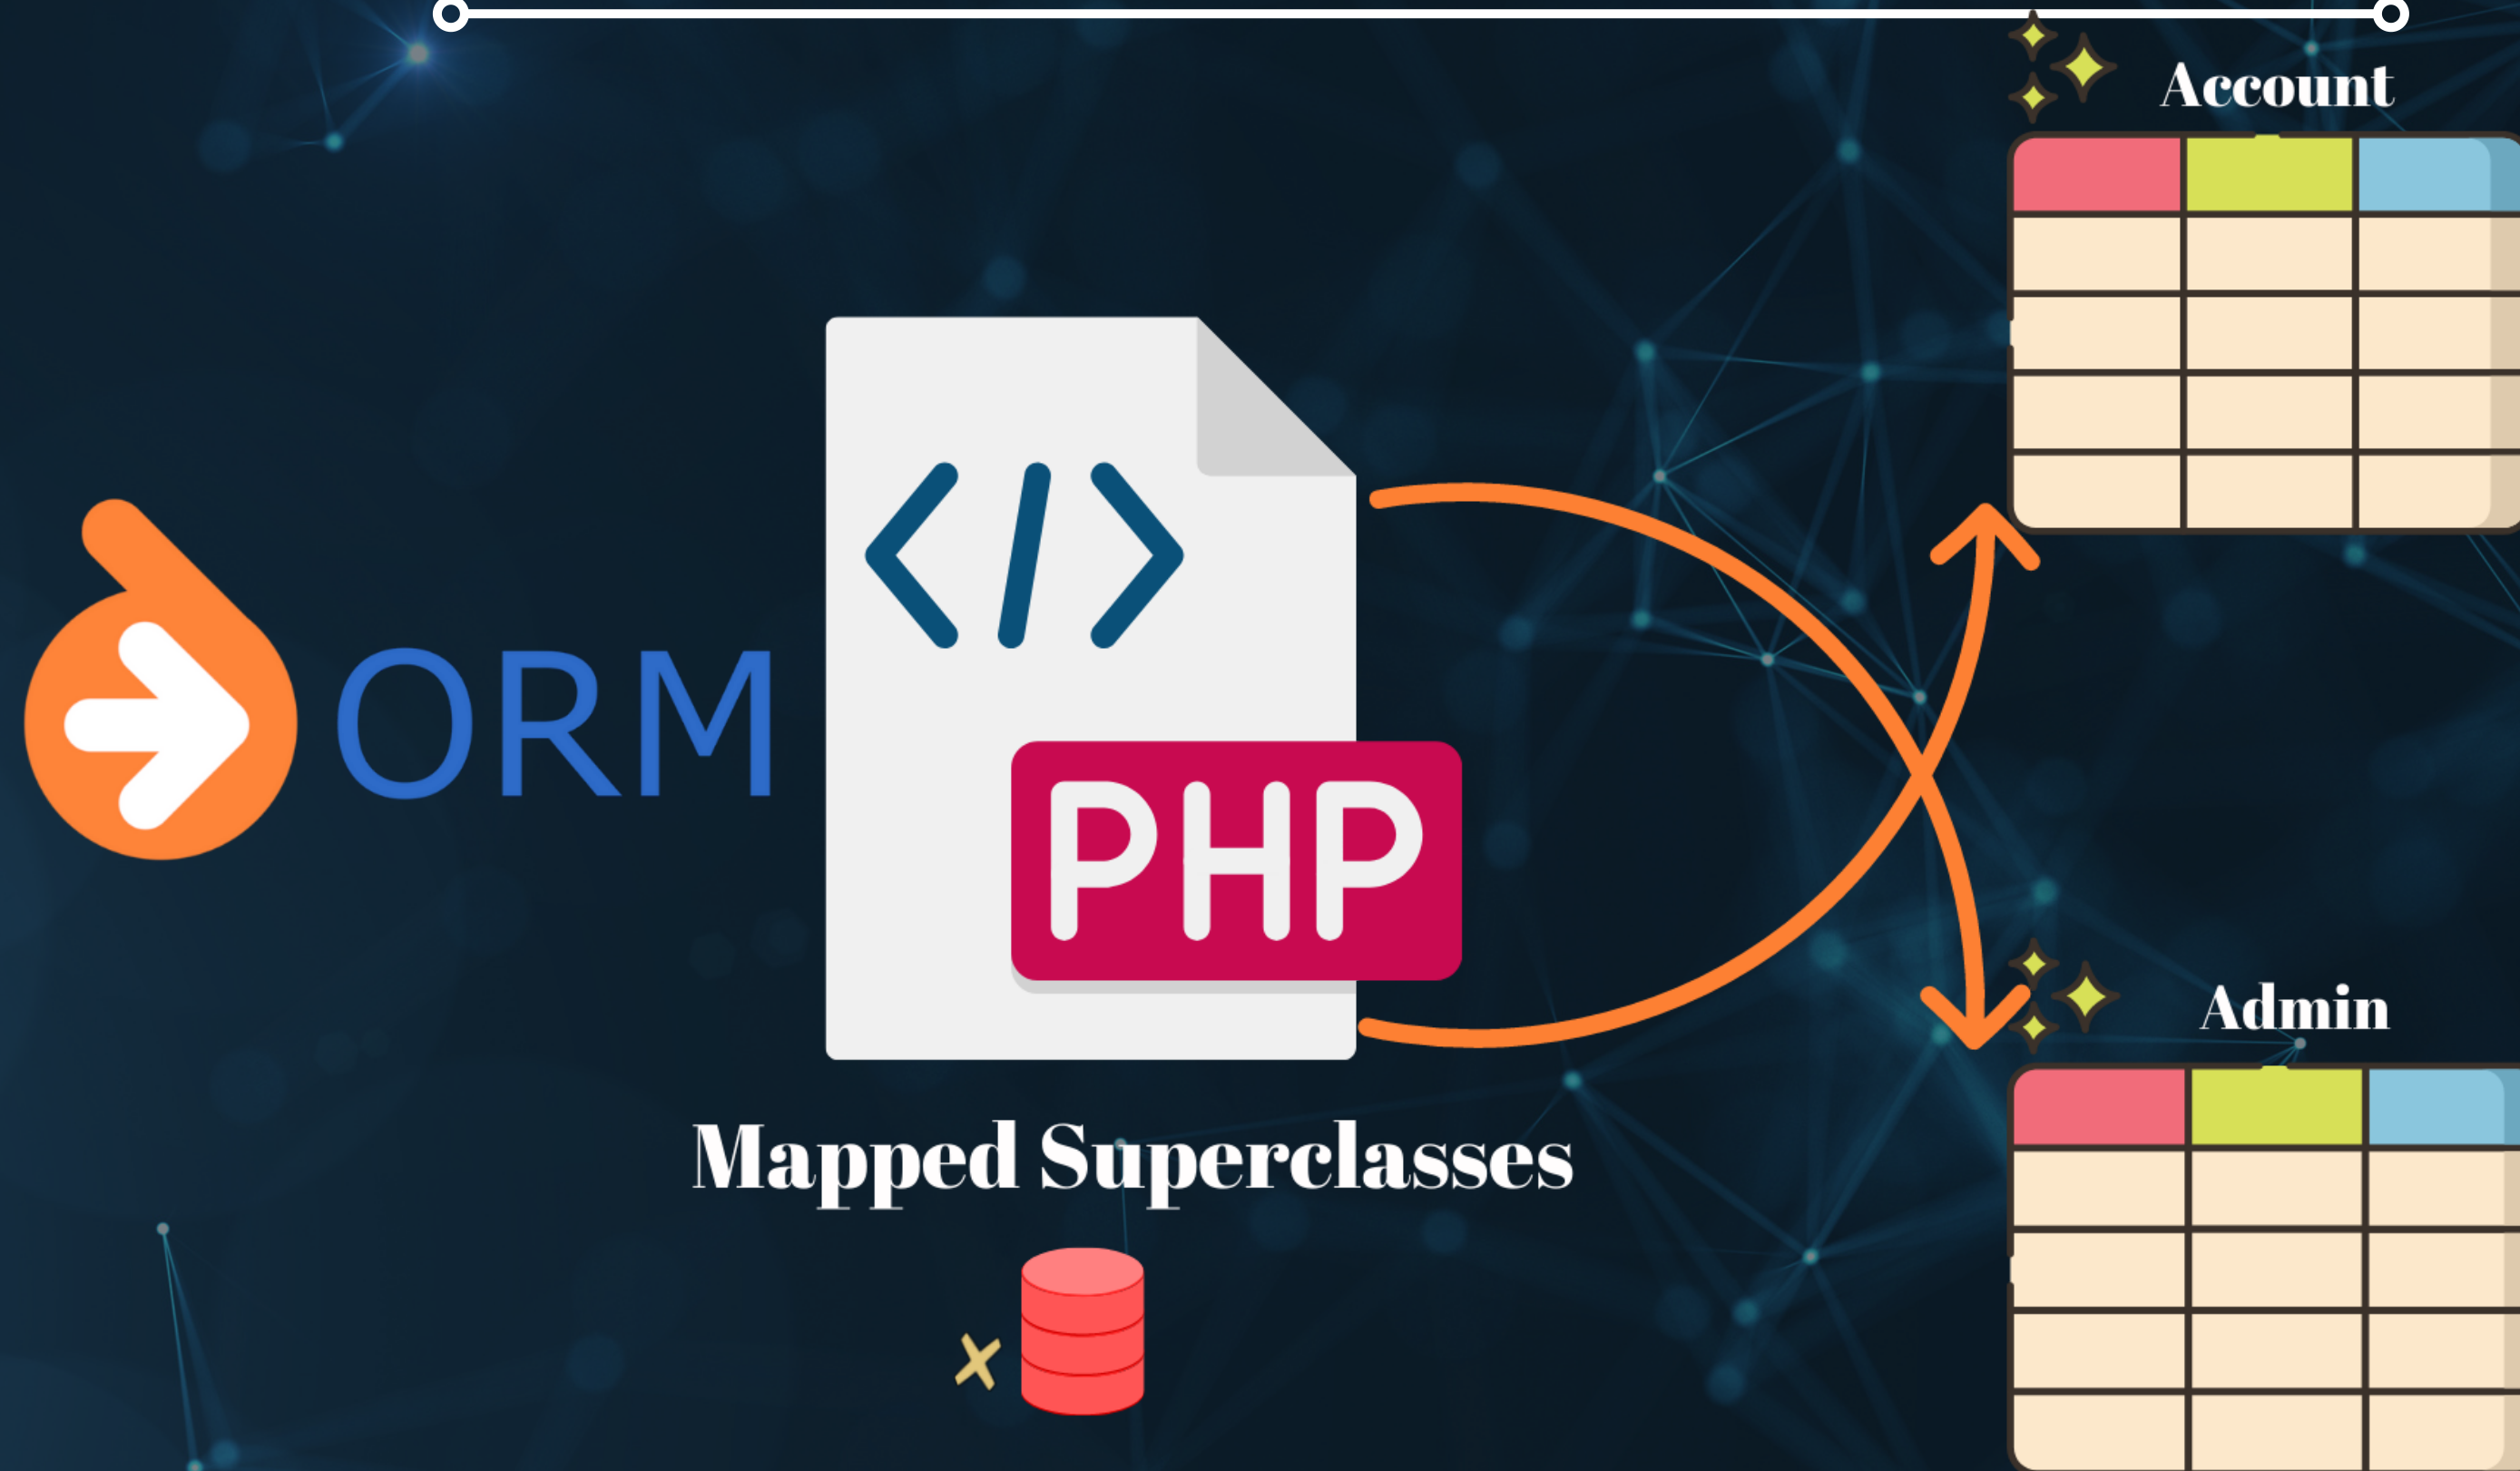 Account
ORM
</>
PHP
Admin
Mapped Superclasses